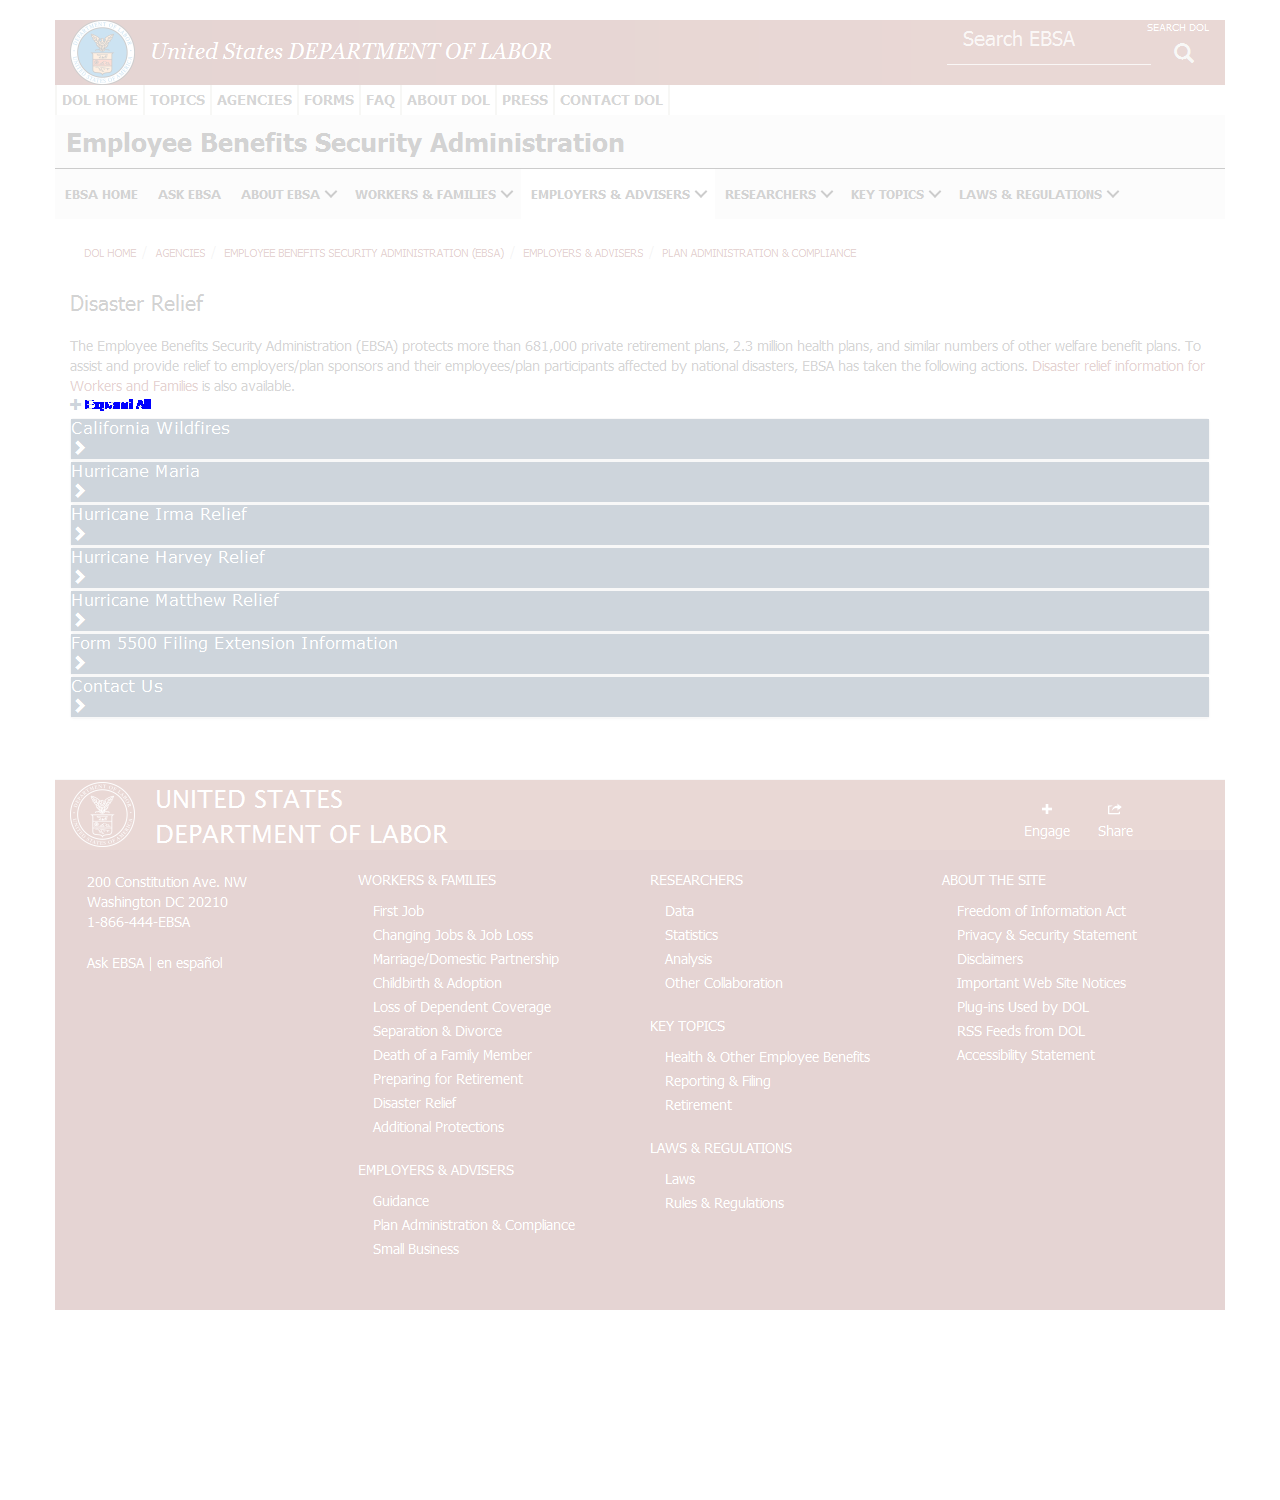 United States DEPARTMENT OF LABOR
Search EBSA
SEARCH DOL
DOL HOME TOPICS AGENCIES FORMS FAQ ABOUT DOL PRESS CONTACT DOL
Employee Benefits Security Administration
EBSA HOME ASK EBSA ABOUT EBSA WORKERS & FAMILIES EMPLOYERS & ADVISERS RESEARCHERS KEY TOPICS LAWS & REGULATIONS
DOL HOME / AGENCIES / EMPLOYEE BENEFITS SECURITY ADMINISTRATION (EBSA) / EMPLOYERS & ADVISERS / PLAN ADMINISTRATION & COMPLIANCE
Disaster Relief
The Employee Benefits Security Administration (EBSA) protects more than 681,000 private retirement plans, 2.3 million health plans, and similar numbers of other welfare benefit plans. To
assist and provide relief to employers/plan sponsors and their employees/plan participants affected by national disasters, EBSA has taken the following actions. Disaster relief information for
Workers and Families is also available.
Expand All
California Wildfires
Hurricane Maria
Hurricane Irma Relief
Hurricane Harvey Relief
Hurricane Matthew Relief
Form 5500 Filing Extension Information
Contact Us
UNITED STATES
DEPARTMENT OF LABOR
Engage
Share
200 Constitution Ave. NW
Washington DC 20210
1-866-444-EBSA
Ask EBSA | en español
WORKERS & FAMILIES
First Job
Changing Jobs & Job Loss
Marriage/Domestic Partnership
Childbirth & Adoption
Loss of Dependent Coverage
Separation & Divorce
Death of a Family Member
Preparing for Retirement
Disaster Relief
Additional Protections
EMPLOYERS & ADVISERS
Guidance
Plan Administration & Compliance
Small Business
RESEARCHERS
Data
Statistics
Analysis
Other Collaboration
KEY TOPICS
Health & Other Employee Benefits
Reporting & Filing
Retirement
LAWS & REGULATIONS
Laws
Rules & Regulations
ABOUT THE SITE
Freedom of Information Act
Privacy & Security Statement
Disclaimers
Important Web Site Notices
Plug-ins Used by DOL
RSS Feeds from DOL
Accessibility Statement